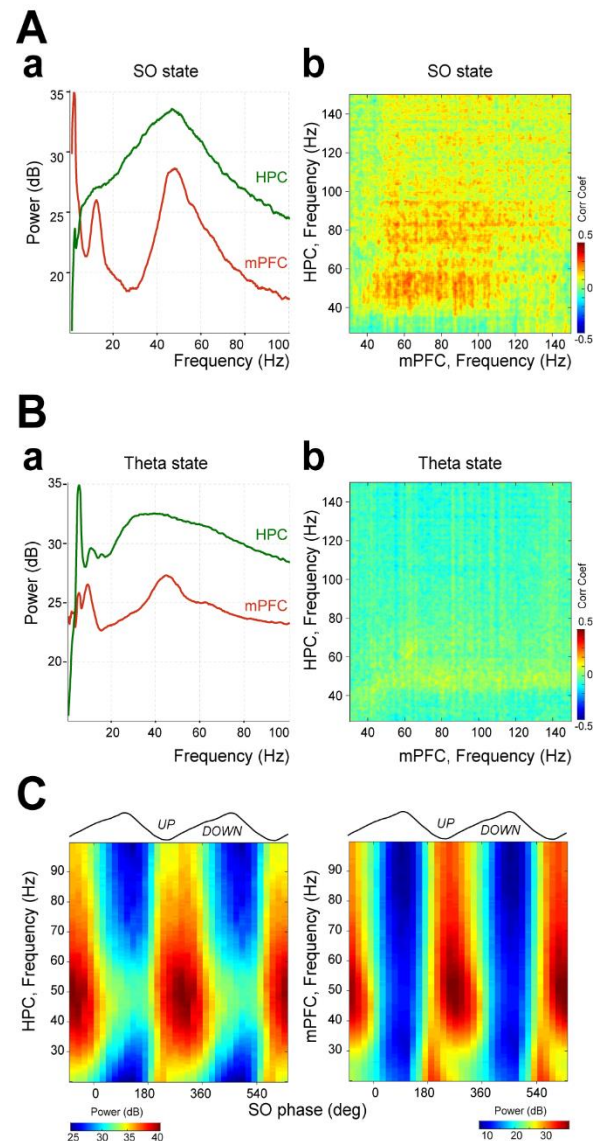 A
a
SO state
35
30
25
20
Power (dB)
HPC
mPFC
20 40 60 80 100
Frequency (Hz)
b
SO state
140
120
100
80
60
40
HPC, Frequency (Hz)
40 60 80 100 120 140
mPFC, Frequency (Hz)
Corr Coef
0.5
0
-0.5
B
a
Theta state
35
30
25
20
Power (dB)
HPC
mPFC
20 40 60 80 100
Frequency (Hz)
b
Theta state
140
120
100
80
60
40
HPC, Frequency (Hz)
40 60 80 100 120 140
mPFC, Frequency (Hz)
Corr Coef
0.5
0
-0.5
C
UP
DOWN
90
80
70
60
50
40
30
HPC, Frequency (Hz)
0 180 360 540
Power (dB)
25 30 35 40
SO phase (deg)
UP
DOWN
90
80
70
60
50
40
30
mPFC, Frequency (Hz)
0 180 360 540
Power (dB)
10 20 30